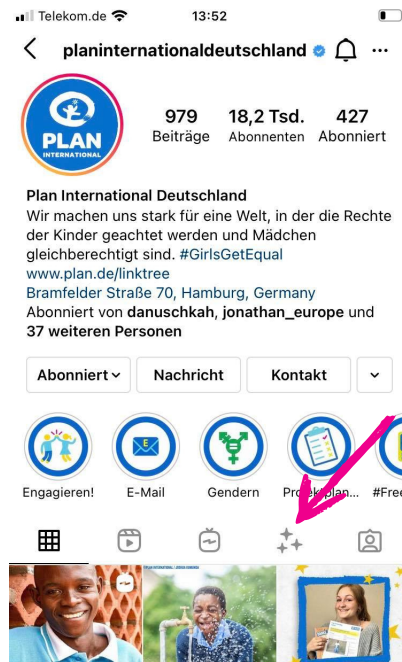 Telekom.de 13:52
planinternationaldeutschland
PLAN
INTERNATIONAL
979 18,2 Tsd. 427
Beiträge Abonnenten Abonniert
Plan International Deutschland
Wir machen uns stark für eine Welt, in der die Rechte
der Kinder geachtet werden und Mädchen
gleichberechtigt sind. #GirlsGetEqual
www.plan.de/linktree
Bramfelder Straße 70, Hamburg, Germany
Abonniert von danuschkah, jonathan_europe und
37 weiteren Personen
Abonniert Nachricht Kontakt
E
Engagieren! E-Mail Gendern #Free